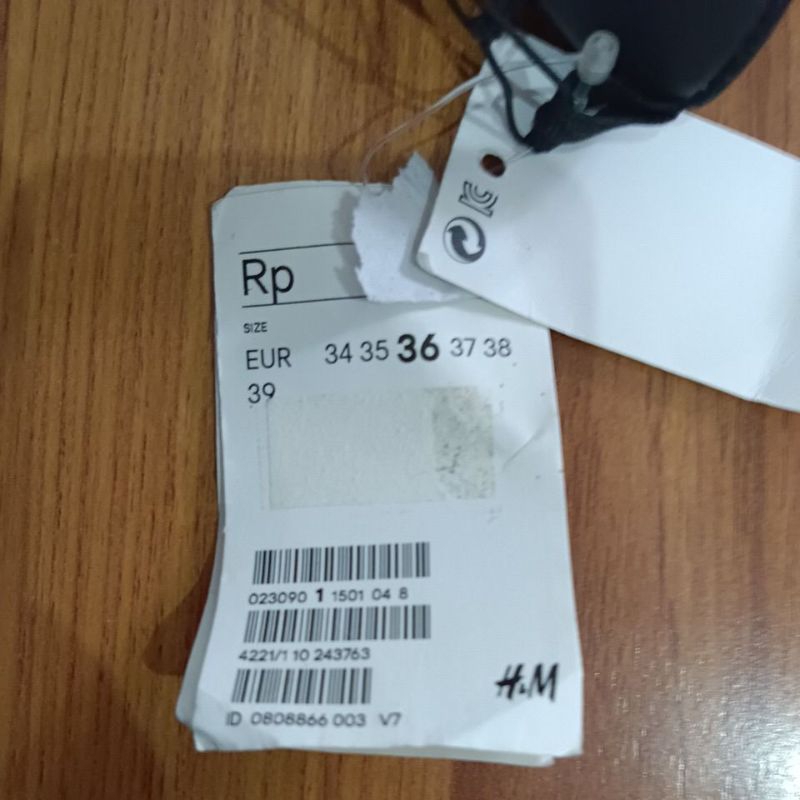 Rp
SIZE
EUR 34 35 36 37 38
39
023090 1 1501 04 8
4221/1 10 243763
H&M
ID 0808866 003 V7